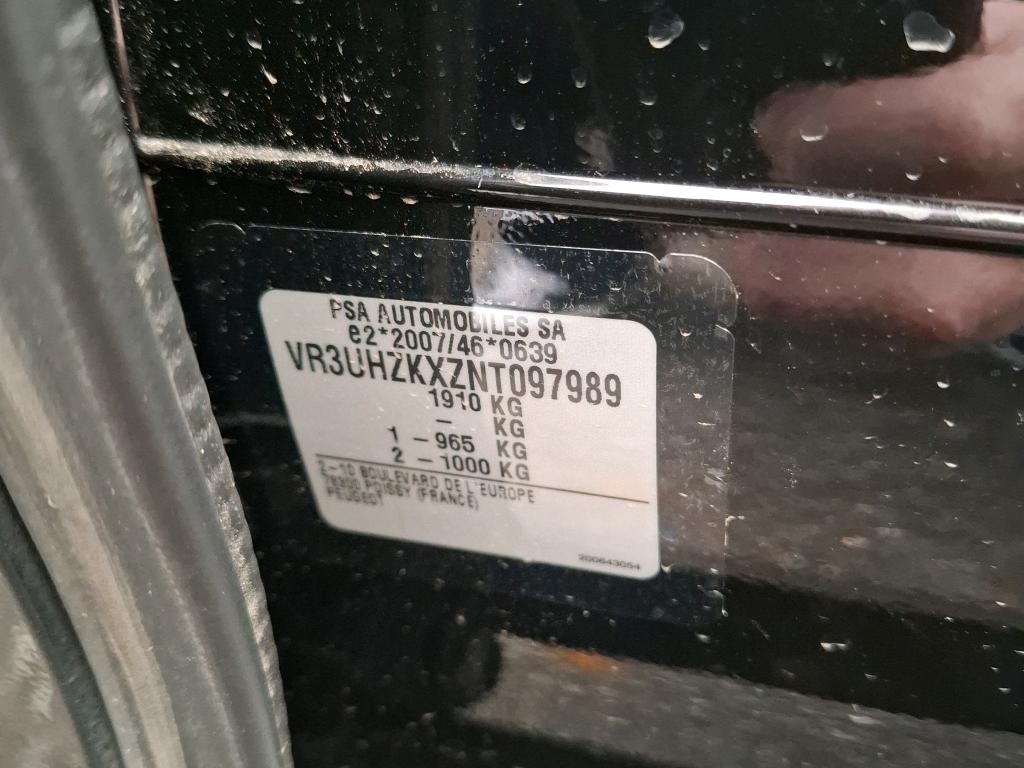 PSA AUTOMOBILES SA
e2*2007/46*0639
VR3UHZKXZNT097989
1910 KG
– KG
1 – 965 KG
2 – 1000 KG
2-10 BOULEVARD DE L'EUROPE
78300 POISSY (FRANCE)
PEUGEOT
200643054